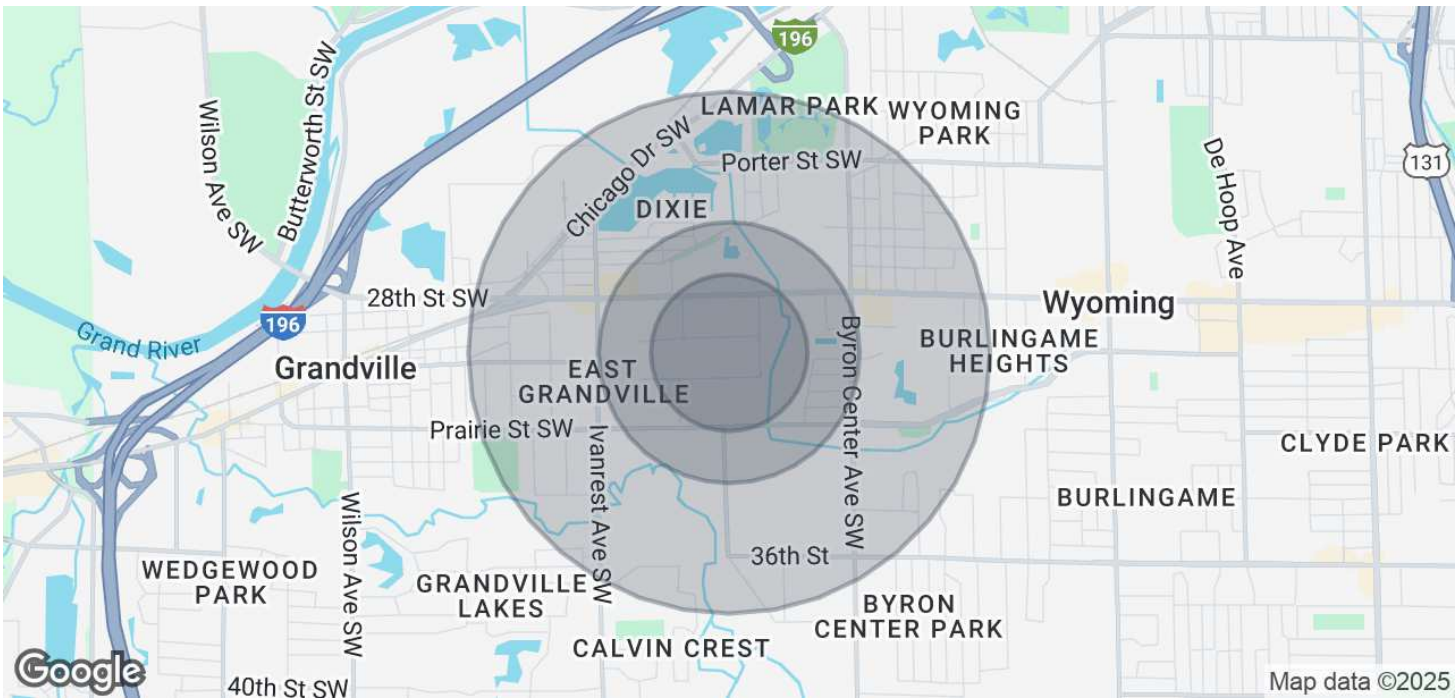 196
LAMAR PARK
WYOMING
PARK
Butterworth St SW
Wilson Ave SW
Chicago Dr SW
Porter St SW
De Hoop Ave
131
DIXIE
28th St SW
Wyoming
196
Grand River
Grandville
EAST
GRANDVILLE
Byron Center Ave SW
BURLINGAME
HEIGHTS
Prairie St SW
Ivanrest Ave SW
CLYDE PARK
BURLINGAME
Wilson Ave SW
36th St
WEDGEWOOD
PARK
GRANDVILLE
LAKES
BYRON
CENTER PARK
CALVIN CREST
Google
40th St SW
Map data ©2025